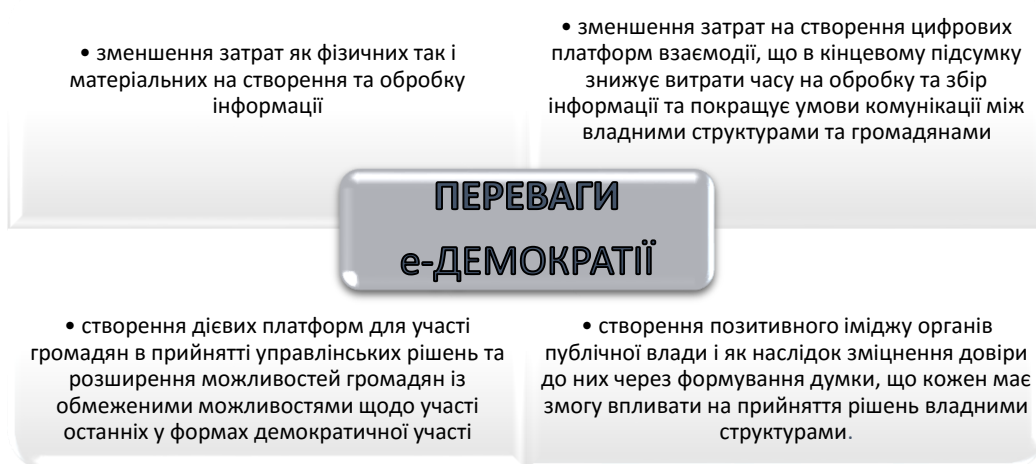 • зменшення затрат як фізичних так і
матеріальних на створення та обробку
інформації
• зменшення затрат на створення цифрових
платформ взаємодії, що в кінцевому підсумку
знижує витрати часу на обробку та збір
інформації та покращує умови комунікації між
владними структурами та громадянами
ПЕРЕВАГИ
е-ДЕМОКРАТІЇ
• створення дієвих платформ для участі
громадян в прийнятті управлінських рішень та
розширення можливостей громадян із
обмеженими можливостями щодо участі
останніх у формах демократичної участі
• створення позитивного іміджу органів
публічної влади і як наслідок зміцнення довіри
до них через формування думки, що кожен має
змогу впливати на прийняття рішень владними
структурами.